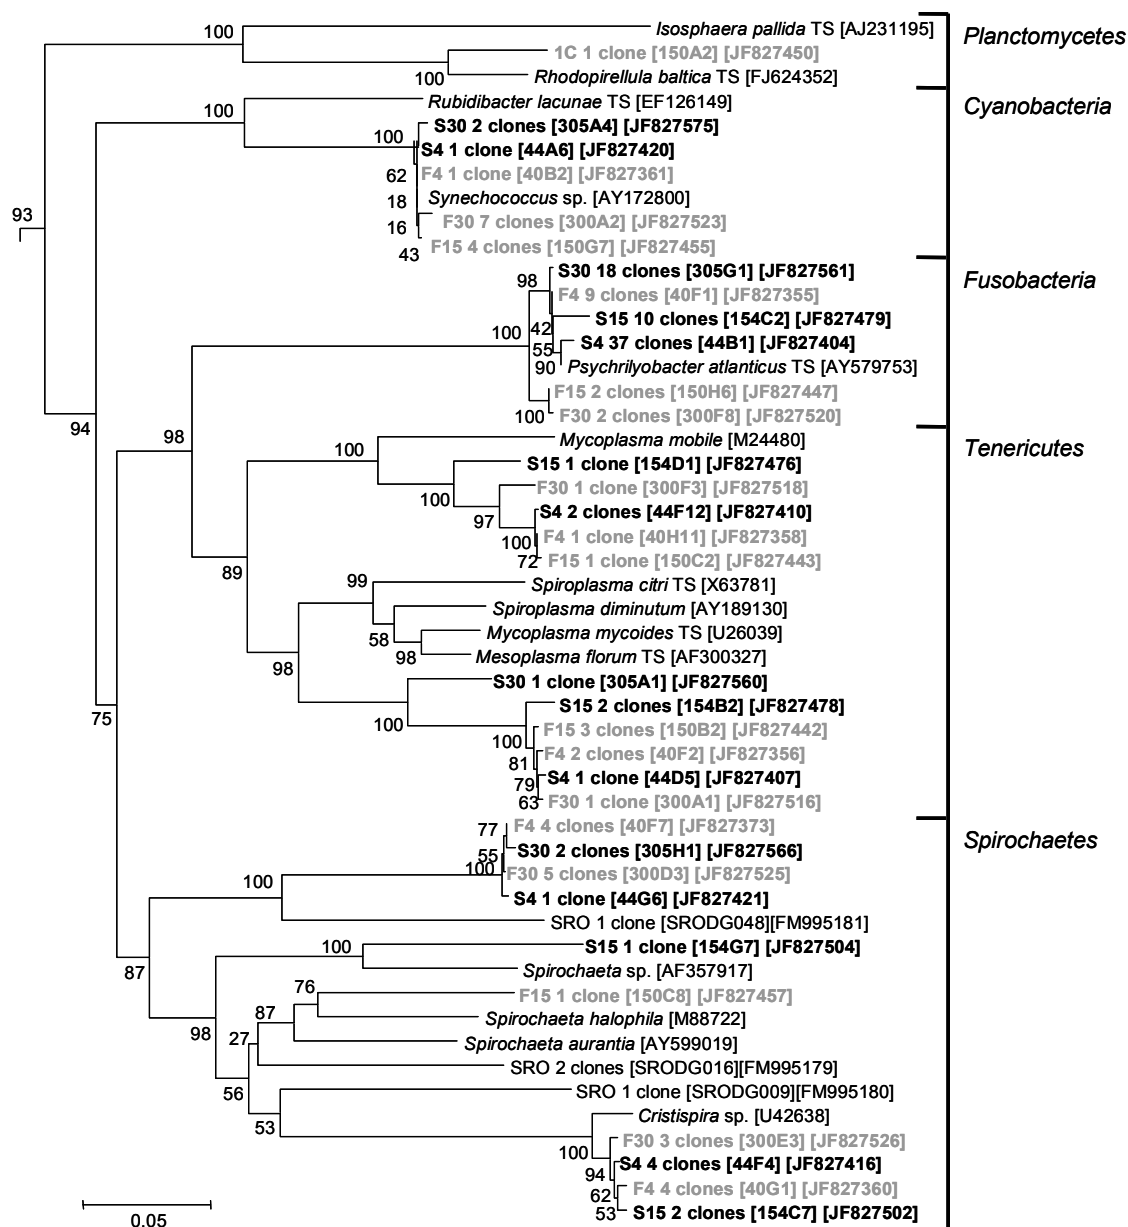 100
Isosphaera pallida TS [AJ231195]
Planctomycetes
1C 1 clone [150A2] [JF827450]
100
Rhodopirellula baltica TS [FJ624352]
Rubidibacter lacunae TS [EF126149]
Cyanobacteria
100
S30 2 clones [305A4] [JF827575]
100
S4 1 clone [44A6] [JF827420]
62
F4 1 clone [40B2] [JF827361]
18
Synechococcus sp. [AY172800]
93
16
F30 7 clones [300A2] [JF827523]
43
F15 4 clones [150G7] [JF827455]
98
S30 18 clones [305G1] [JF827561]
Fusobacteria
F4 9 clones [40F1] [JF827355]
100
42
S15 10 clones [154C2] [JF827479]
55
S4 37 clones [44B1] [JF827404]
90
Psychrilyobacter atlanticus TS [AY579753]
F15 2 clones [150H6] [JF827447]
100
F30 2 clones [300F8] [JF827520]
94
98
Mycoplasma mobile [M24480]
Tenericutes
100
S15 1 clone [154D1] [JF827476]
100
F30 1 clone [300F3] [JF827518]
97
S4 2 clones [44F12] [JF827410]
100
F4 1 clone [40H11] [JF827358]
72
F15 1 clone [150C2] [JF827443]
89
99
Spiroplasma citri TS [X63781]
Spiroplasma diminutum [AY189130]
58
Mycoplasma mycoides TS [U26039]
98
Mesoplasma florum TS [AF300327]
98
S30 1 clone [305A1] [JF827560]
75
100
S15 2 clones [154B2] [JF827478]
F15 3 clones [150B2] [JF827442]
100
F4 2 clones [40F2] [JF827356]
81
S4 1 clone [44D5] [JF827407]
79
F30 1 clone [300A1] [JF827516]
63
77
F4 4 clones [40F7] [JF827373]
Spirochaetes
S30 2 clones [305H1] [JF827566]
55
100
F30 5 clones [300D3] [JF827525]
100
S4 1 clone [44G6] [JF827421]
SRO 1 clone [SRODG048][FM995181]
100
S15 1 clone [154G7] [JF827504]
87
Spirochaeta sp. [AF357917]
76
F15 1 clone [150C8] [JF827457]
87
Spirochaeta halophila [M88722]
98
27
Spirochaeta aurantia [AY599019]
SRO 2 clones [SRODG016][FM995179]
56
SRO 1 clone [SRODG009][FM995180]
53
Cristispira sp. [U42638]
F30 3 clones [300E3] [JF827526]
100
S4 4 clones [44F4] [JF827416]
94
F4 4 clones [40G1] [JF827360]
62
S15 2 clones [154C7] [JF827502]
53
0.05